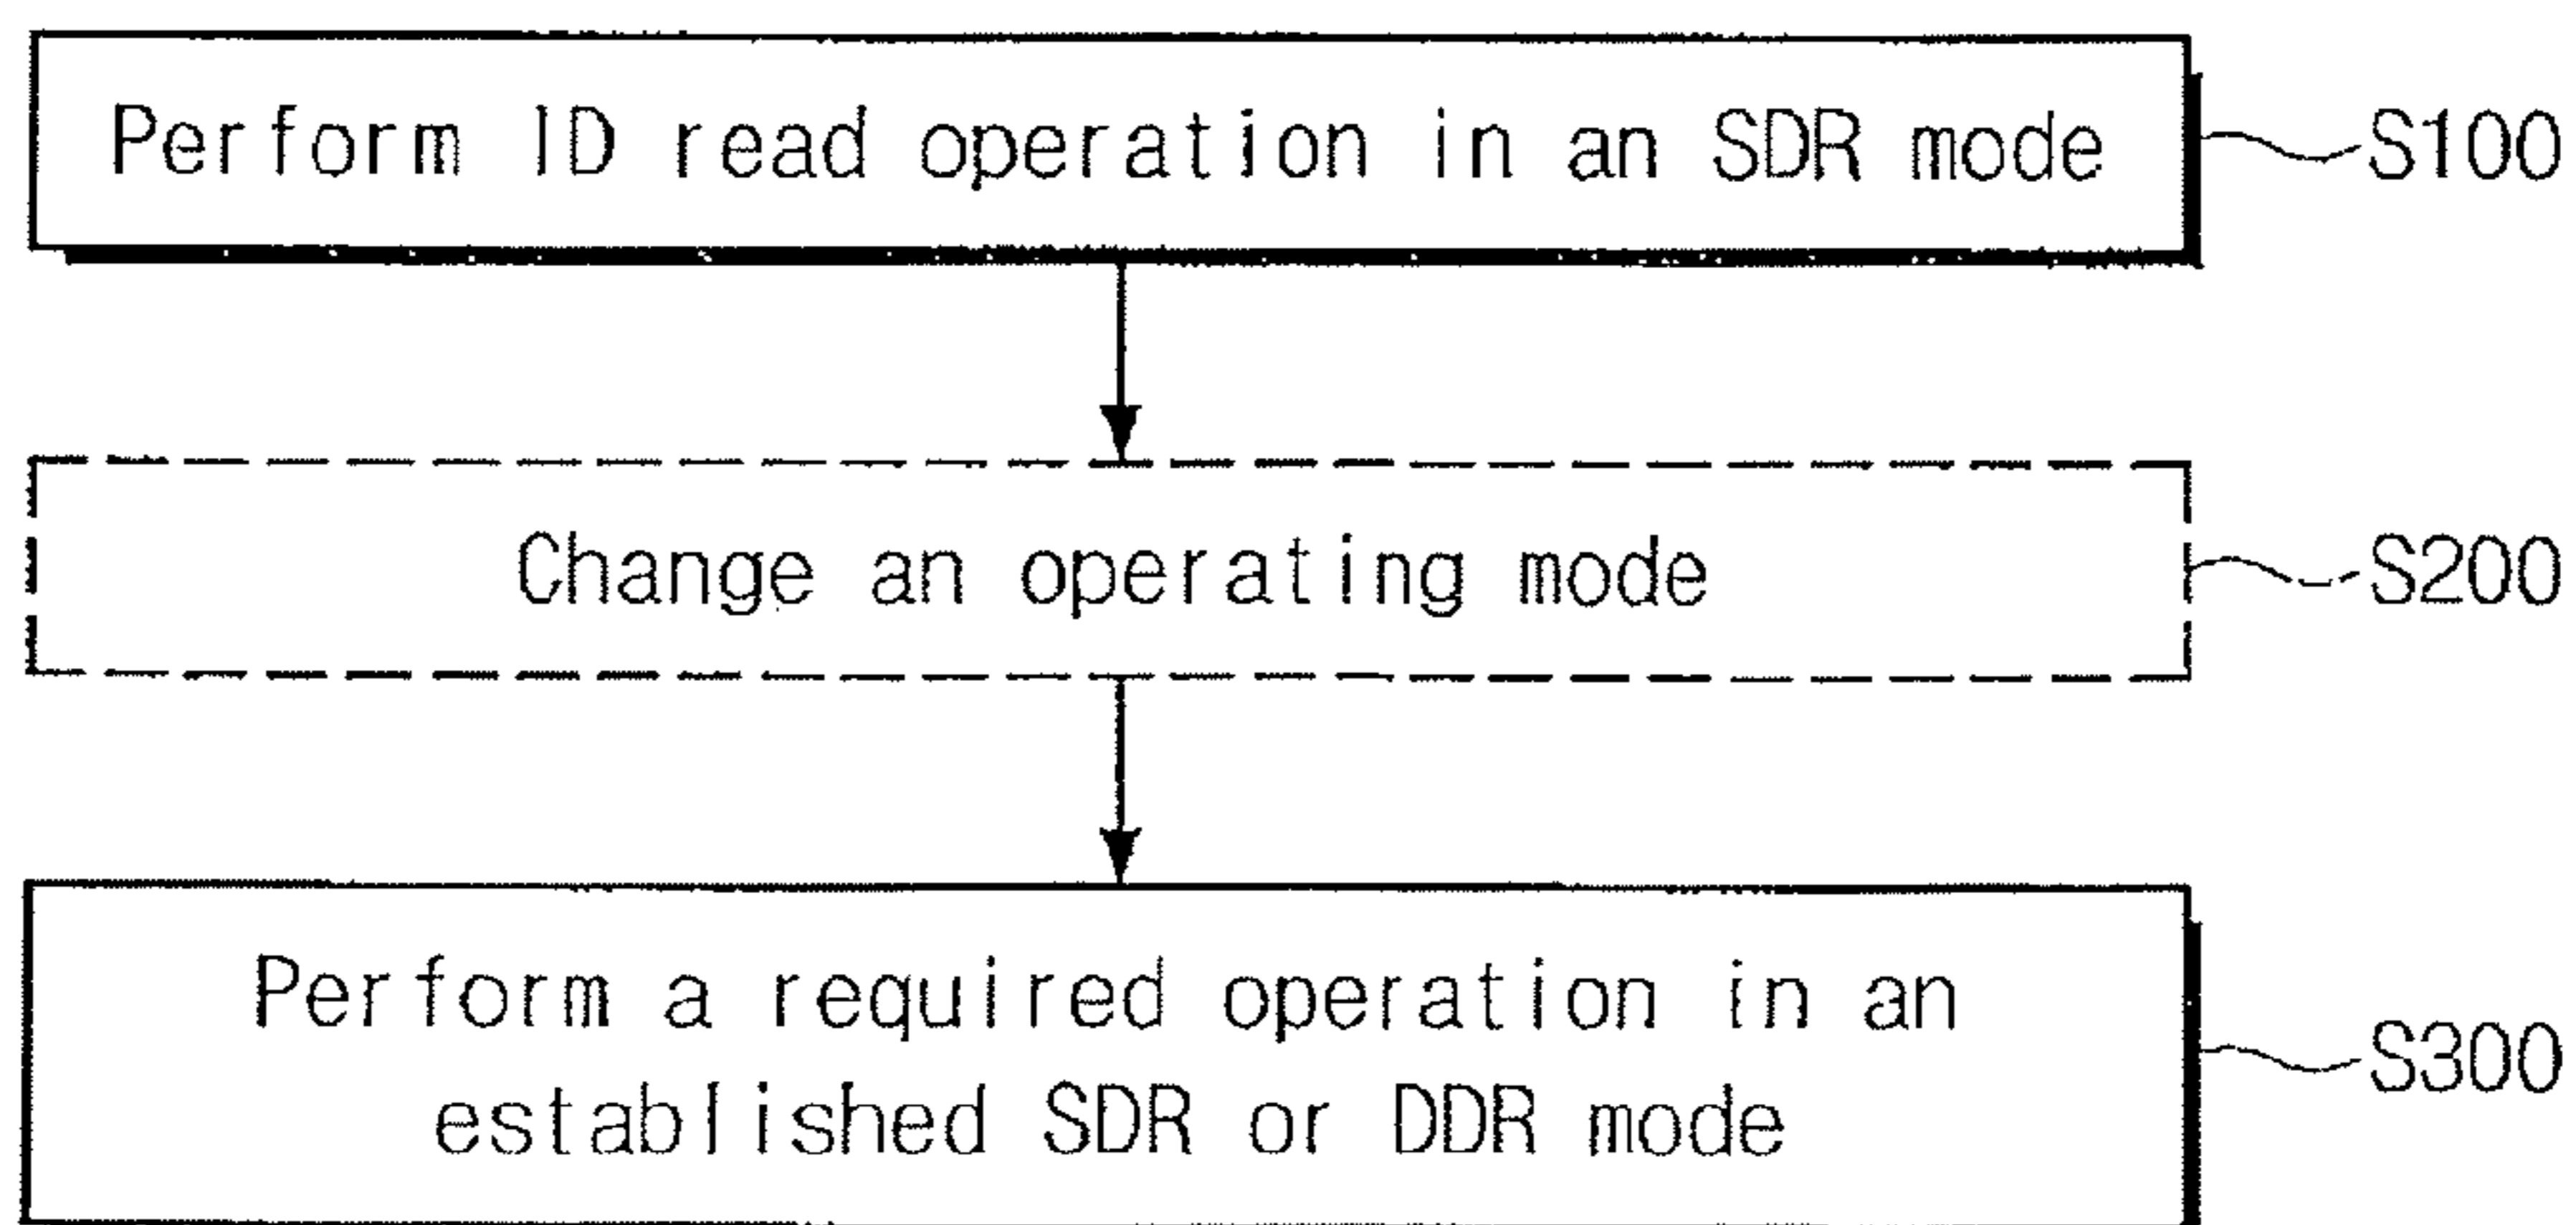 Perform ID read operation in an SDR mode
S100
Change an operating mode
S200
Perform a required operation in an
established SDR or DDR mode
S300